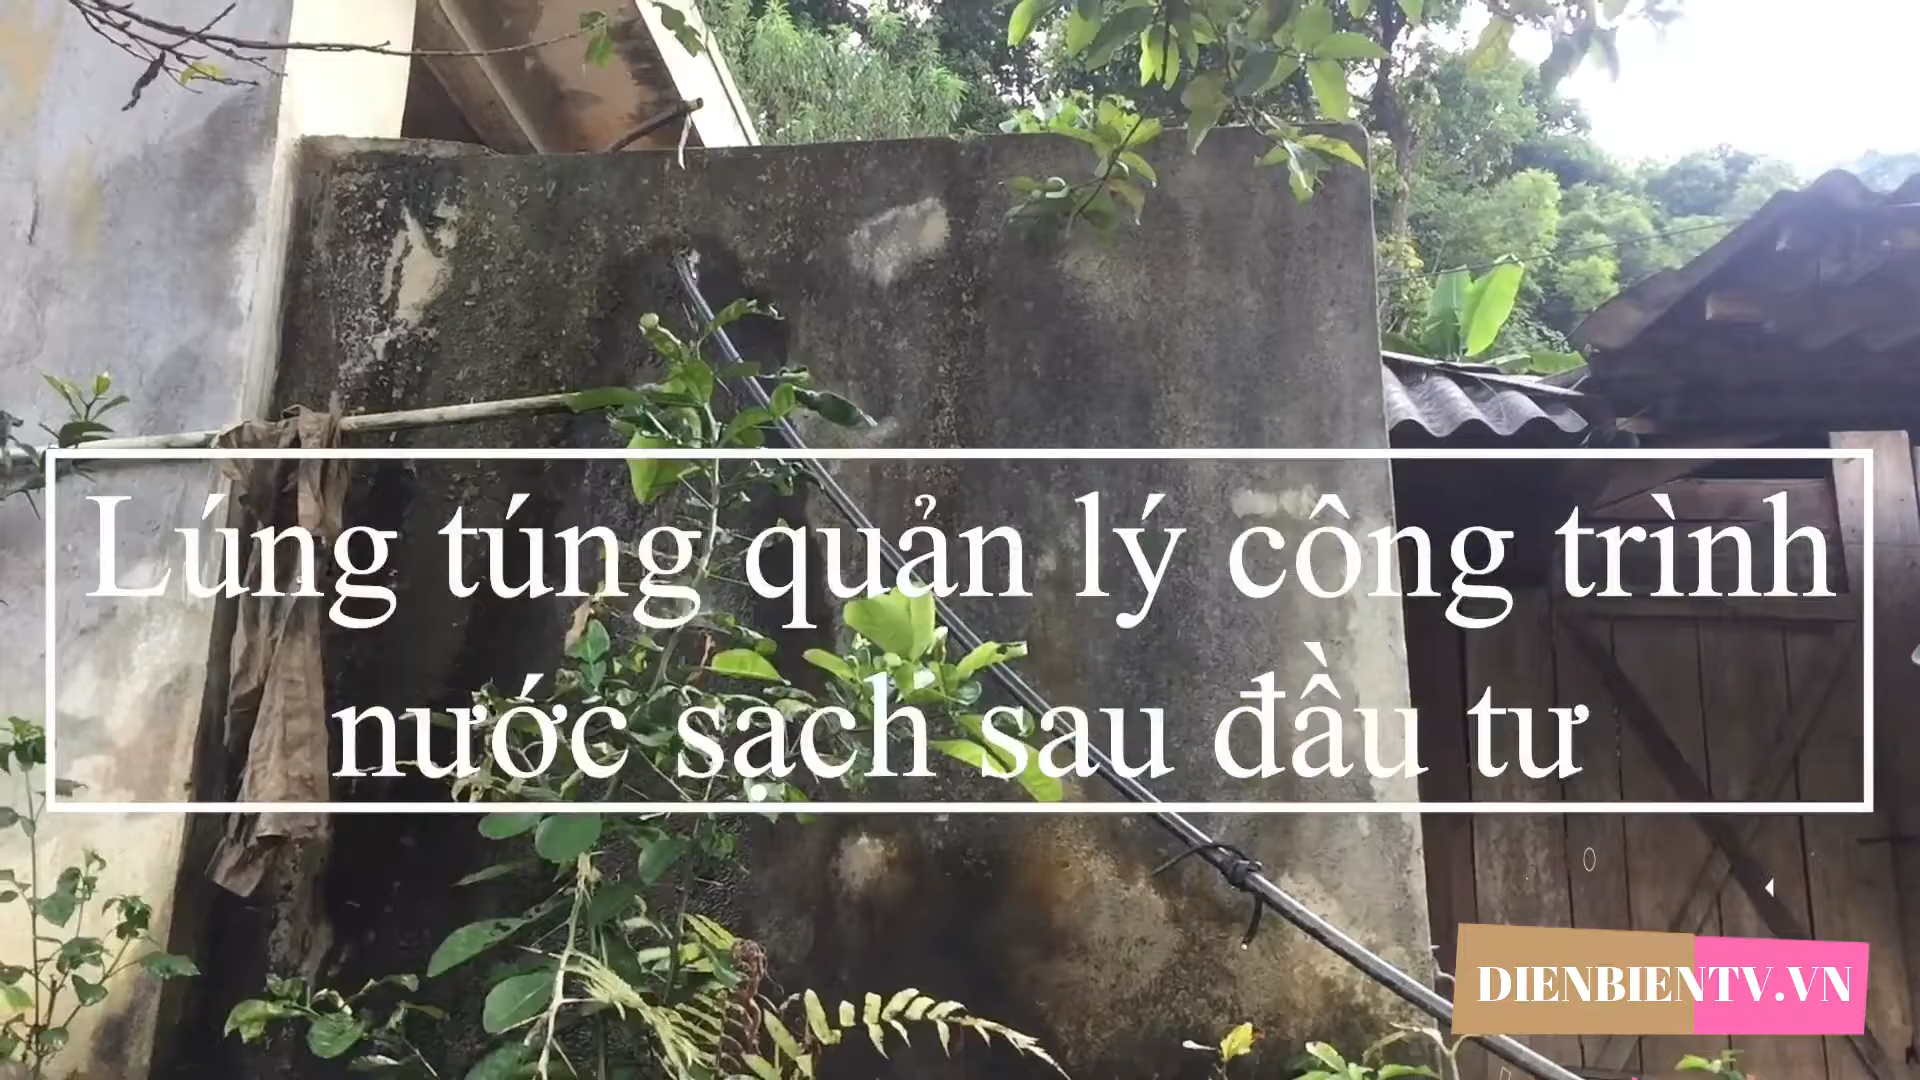 Lúng túng quản lý công trình
nước sạch sau đầu tư
DIENBIENTV.VN